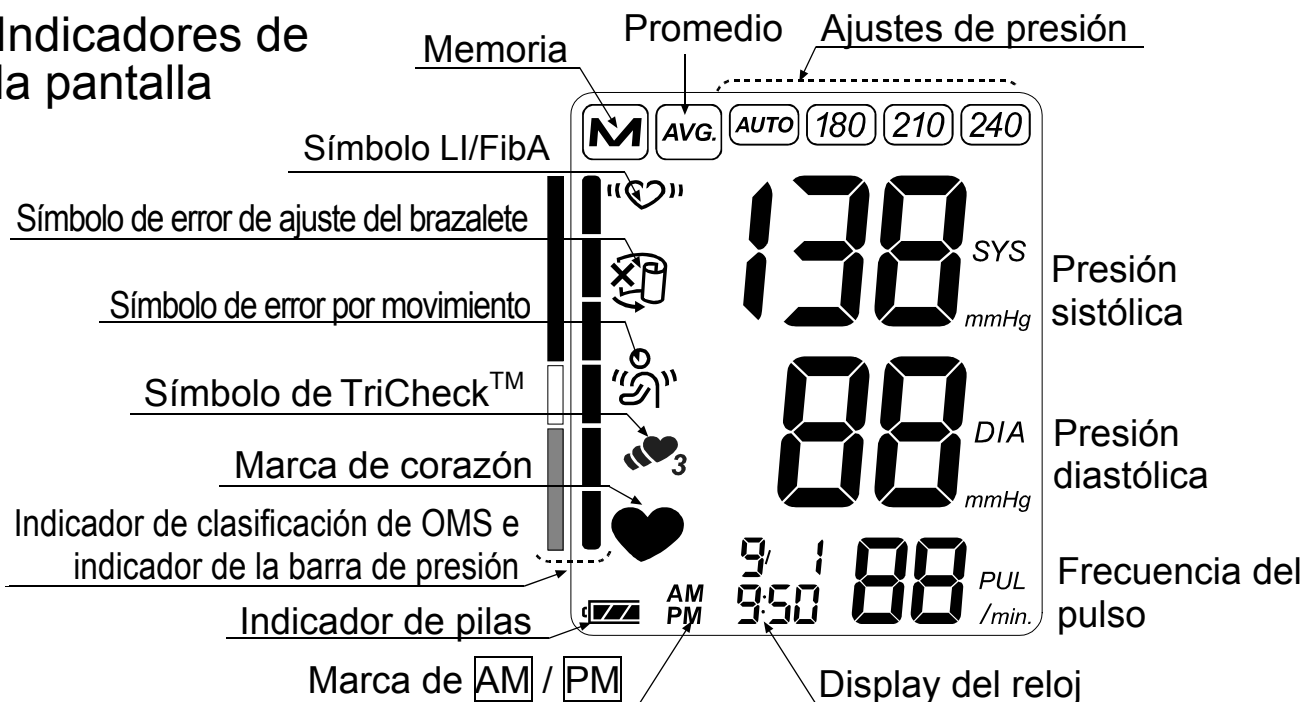 Indicadores de
la pantalla
Memoria
Promedio
Ajustes de presión
M AVG. AUTO 180 210 240
Símbolo LI/FibA
Símbolo de error de ajuste del brazalete
138 SYS
mmHg
Presión
sistólica
Símbolo de error por movimiento
Símbolo de TriCheck™
3
88 DIA
mmHg
Presión
diastólica
Marca de corazón
Indicador de clasificación de OMS e
indicador de la barra de presión
9/ 1
AM
PM
9:50
88 PUL
/min.
Frecuencia del
pulso
Indicador de pilas
Marca de AM / PM
Display del reloj